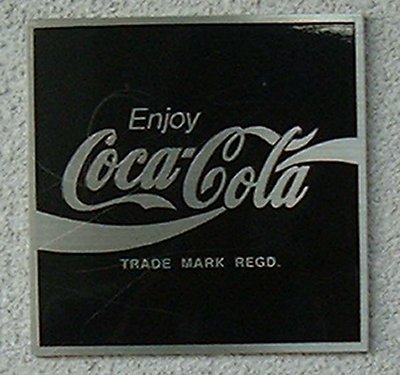 Enjoy
Coca-Cola
TRADE MARK REGD.